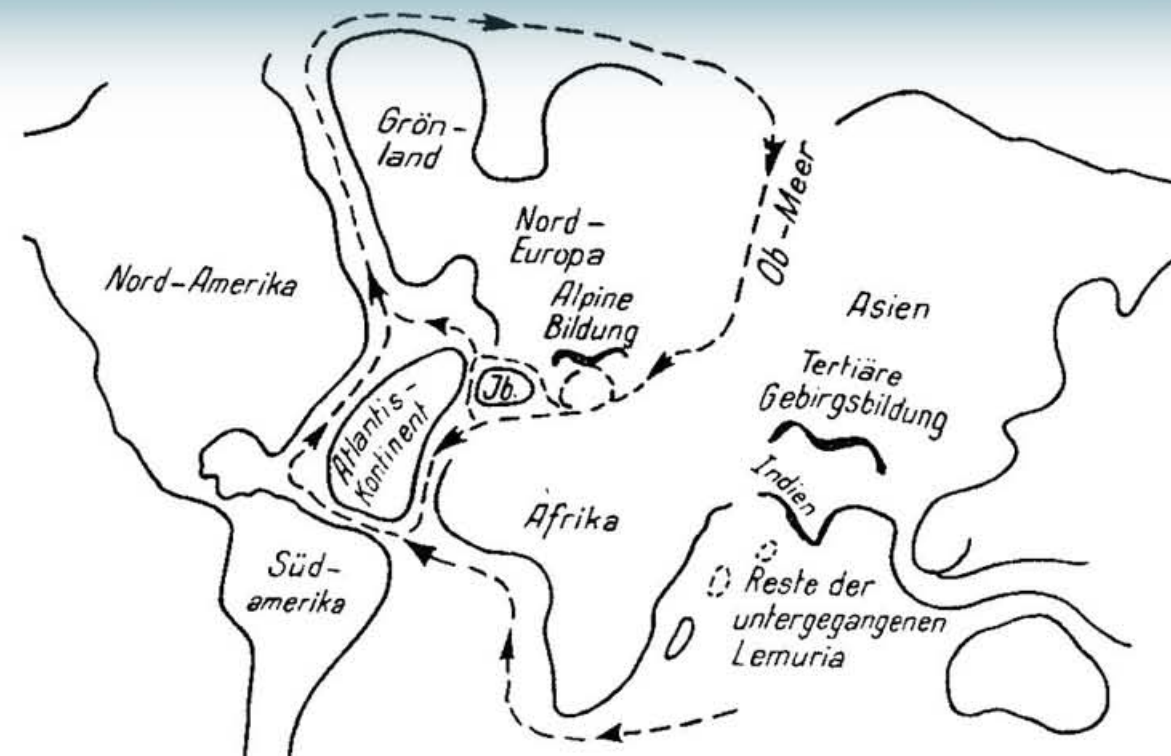 Grön-
land
Nord-
Europa
Alpine
Bildung
Ob-Meer
Nord-Amerika
Asien
Tertiäre
Gebirgsbildung
Jb.
Atlantis-
Kontinent
Indien
Afrika
Süd-
amerika
Reste der
untergegangenen
Lemuria